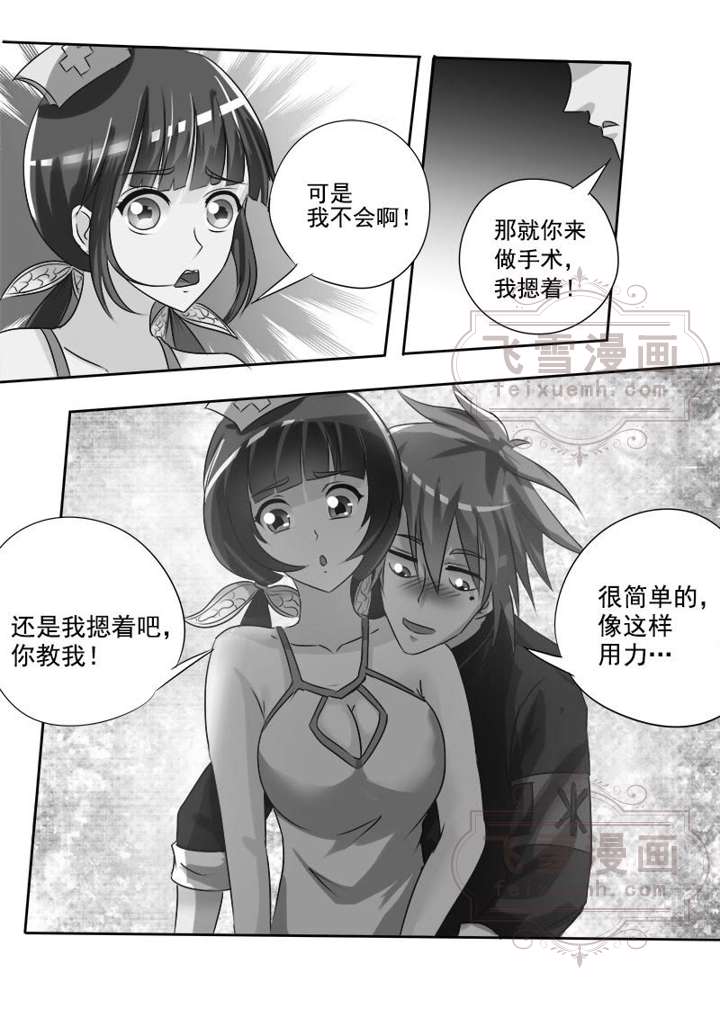 那就你来
做手术，
我摁着！
可是
我不会啊！
飞雪漫画
feixuemh.com
很简单的，
像这样
用力…
还是我摁着吧，
你教我！
飞雪漫画
feixuemh.com